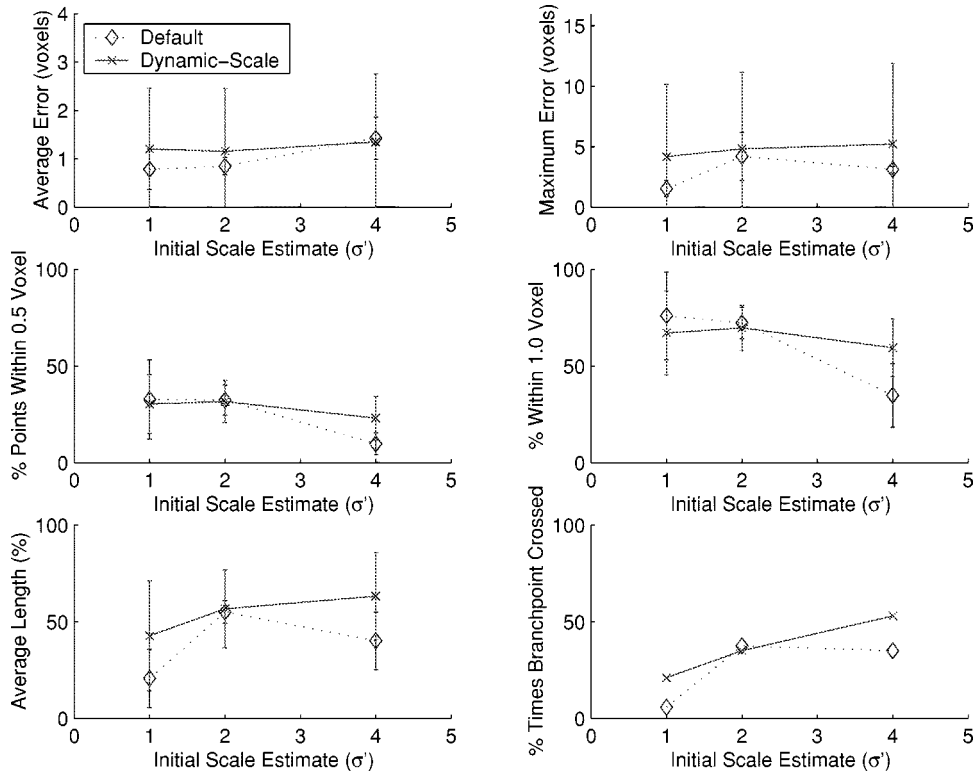 4
3
2
1
0
Average Error (voxels)
Default
Dynamic-Scale
0 1 2 3 4 5
Initial Scale Estimate (σ')
15
10
5
0
Maximum Error (voxels)
0 1 2 3 4 5
Initial Scale Estimate (σ')
100
50
0
% Points Within 0.5 Voxel
0 1 2 3 4 5
Initial Scale Estimate (σ')
100
50
0
% Within 1.0 Voxel
0 1 2 3 4 5
Initial Scale Estimate (σ')
100
50
0
Average Length (%)
0 1 2 3 4 5
Initial Scale Estimate (σ')
100
50
0
% Times Branchpoint Crossed
0 1 2 3 4 5
Initial Scale Estimate (σ')